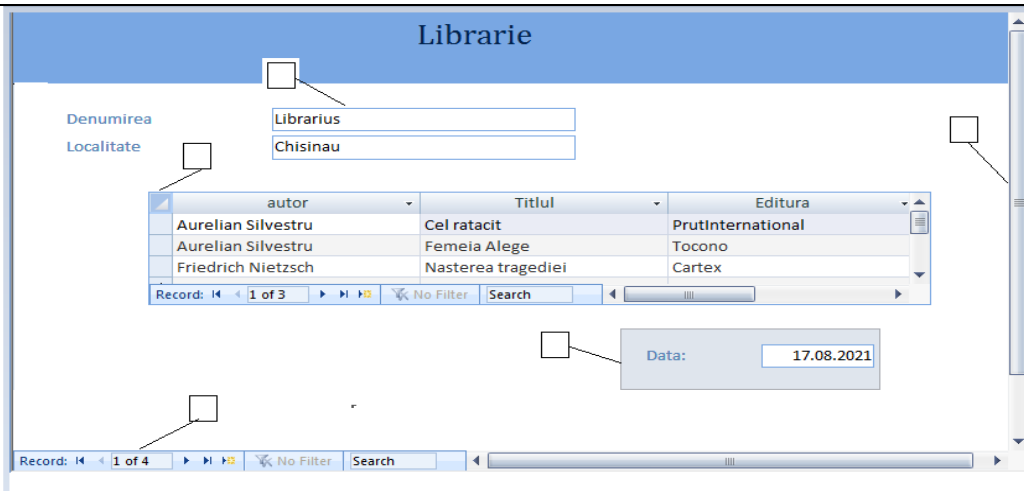 Librarie
Denumirea Librarius
Localitate Chisinau
autor Titlul Editura
Aurelian Silvestru Cel ratacit PrutInternational
Aurelian Silvestru Femeia Alege Tocono
Friedrich Nietzsch Nasterea tragediei Cartex
Record: 1 of 3 No Filter Search
Data: 17.08.2021
r
Record: 1 of 4 No Filter Search